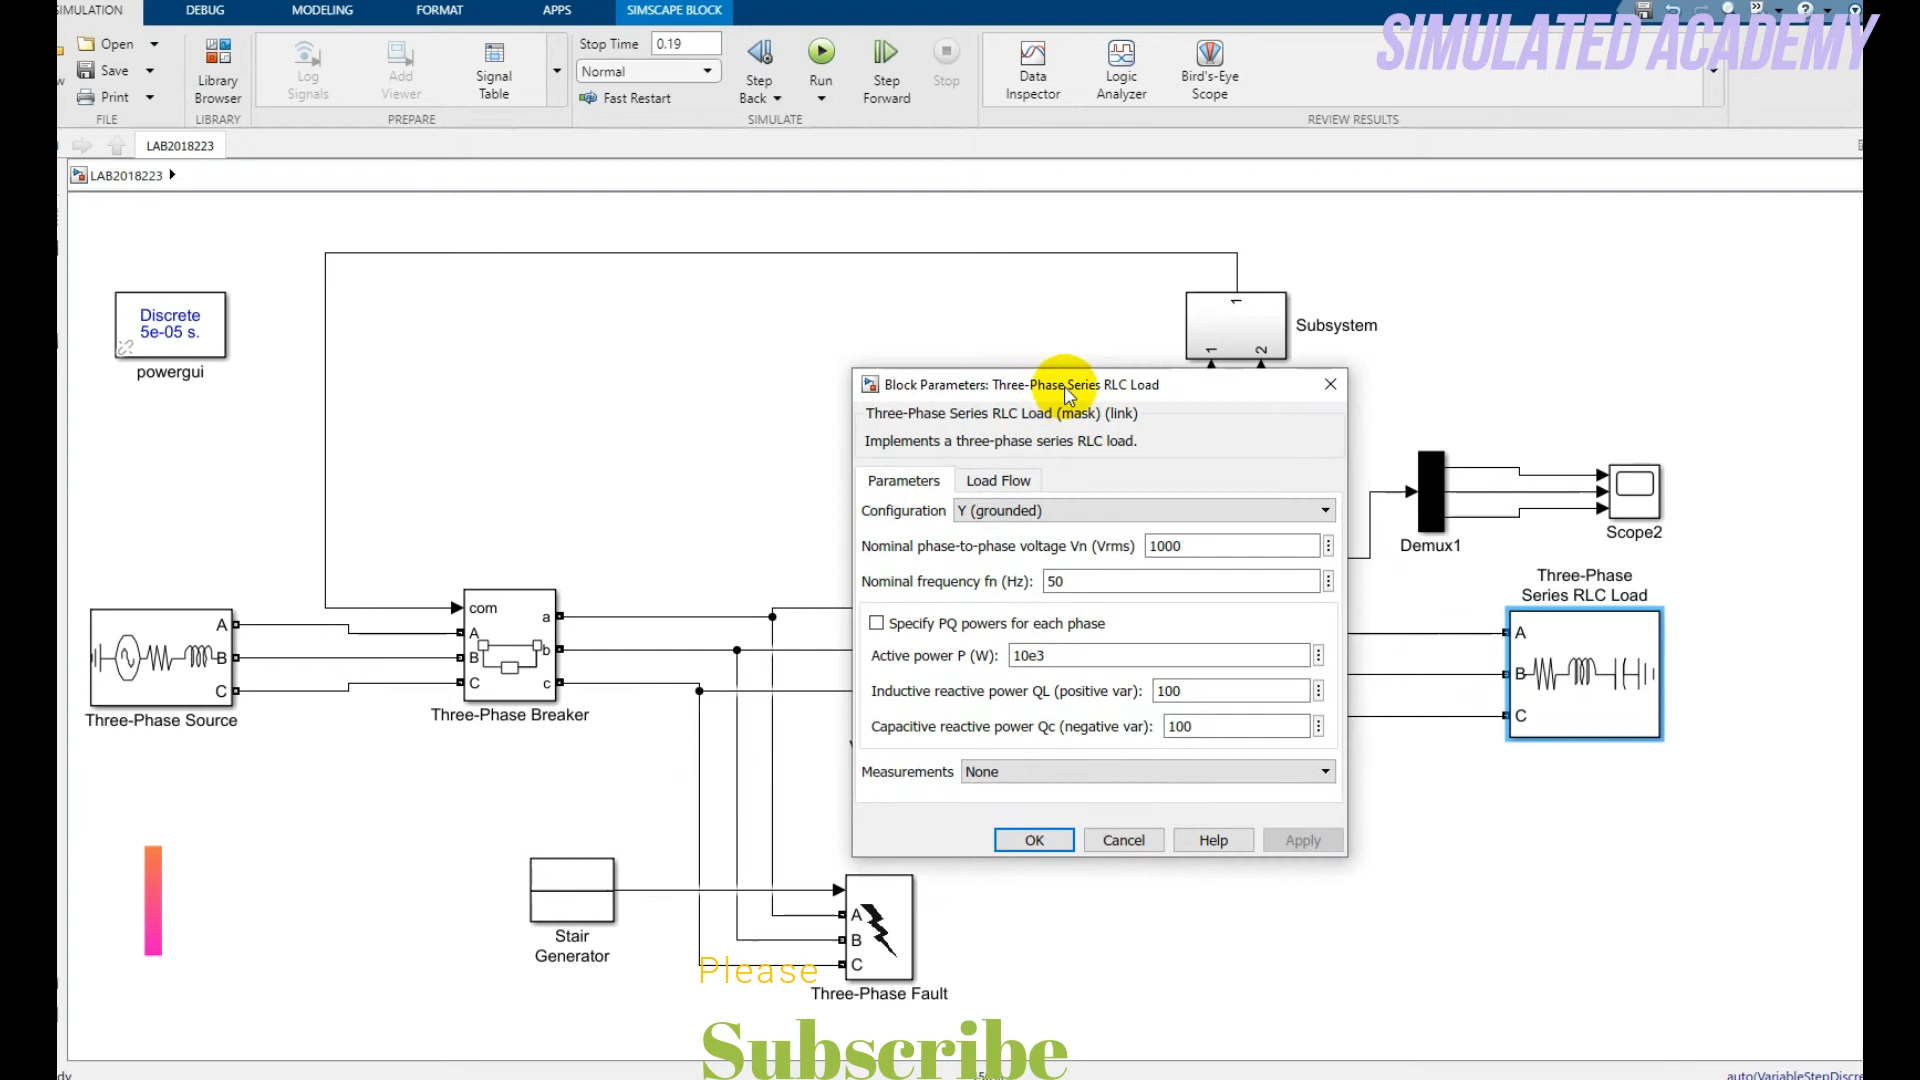 SIMULATION DEBUG MODELING FORMAT APPS SIMSCAPE BLOCK
SIMULATED ACADEMY
Open
Save
Print
FILE
Library
Browser
LIBRARY
Log
Signals
Add
Viewer
Signal
Table
PREPARE
Stop Time 0.19
Normal
Fast Restart
Step
Back
Run
Step
Forward
Stop
SIMULATE
Data
Inspector
Logic
Analyzer
Bird's-Eye
Scope
REVIEW RESULTS
LAB2018223
LAB2018223
Discrete
5e-05 s.
powergui
1
1
2
Subsystem
Block Parameters: Three-Phase Series RLC Load
Three-Phase Series RLC Load (mask) (link)
Implements a three-phase series RLC load.
Parameters Load Flow
Configuration Y (grounded)
Nominal phase-to-phase voltage Vn (Vrms) 1000
Nominal frequency fn (Hz): 50
Specify PQ powers for each phase
Active power P (W): 10e3
Inductive reactive power QL (positive var): 100
Capacitive reactive power Qc (negative var): 100
Measurements None
OK Cancel Help Apply
Demux1
Scope2
Three-Phase
Series RLC Load
A
B
C
A
B
C
Three-Phase Source
com
A
B
C
a
b
c
Three-Phase Breaker
Stair
Generator
A
B
C
Three-Phase Fault
Please
Subscribe